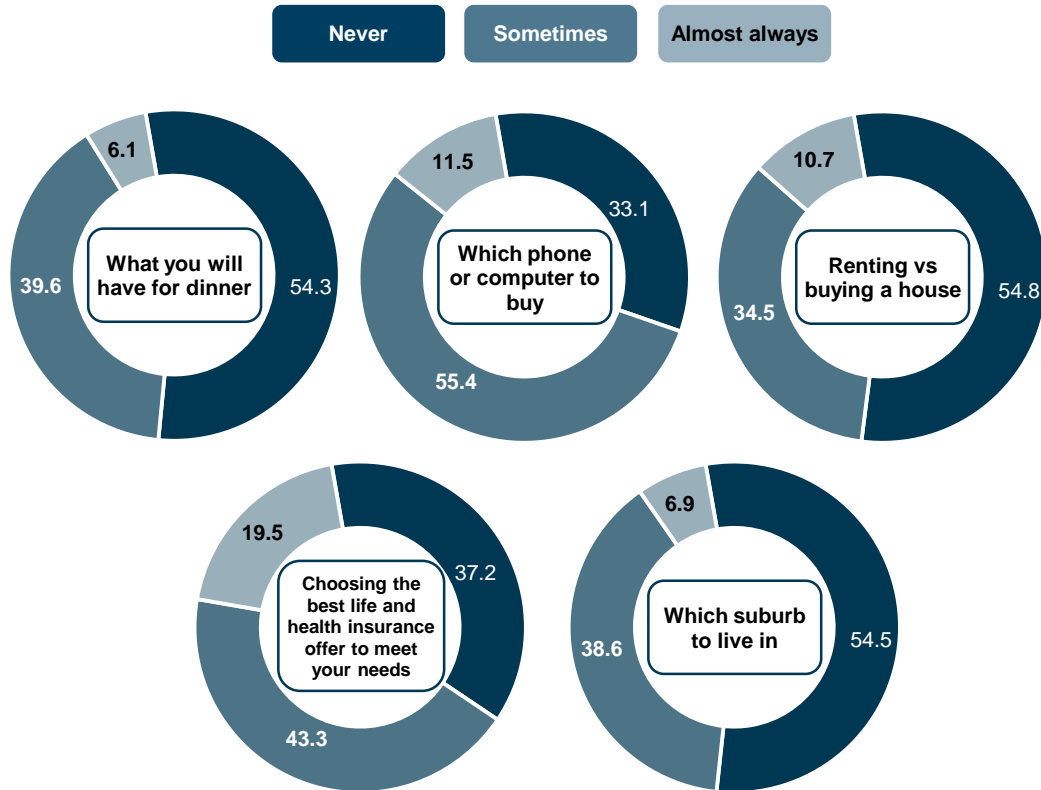 Never
Sometimes
Almost always
6.1
39.6
54.3
What you will
have for dinner
11.5
33.1
55.4
Which phone
or computer to
buy
10.7
34.5
54.8
Renting vs
buying a house
19.5
37.2
43.3
Choosing the
best life and
health insurance
offer to meet
your needs
6.9
38.6
54.5
Which suburb
to live in